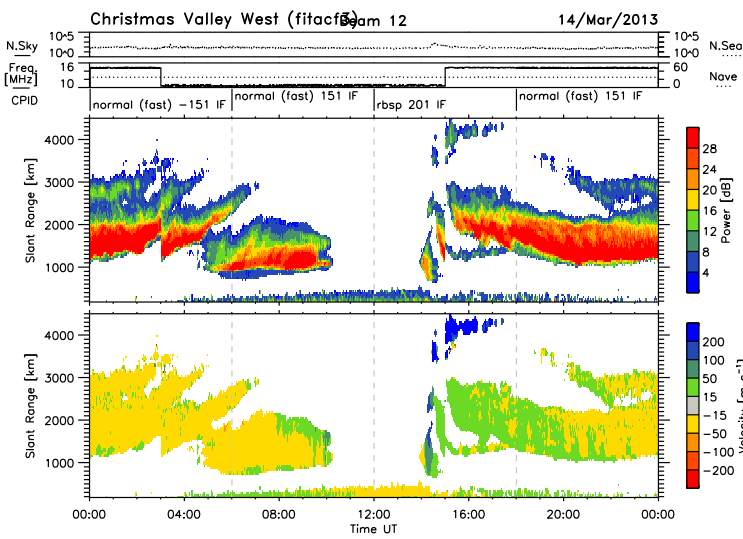 Christmas Valley West (fitacf3) Beam 12 14/Mar/2013
N.Sky 10^5 10^0 10^5 10^0 N.Sea
Freq. [MHz] 16 10 60 0 Nave
CPID normal (fast) -151 IF normal (fast) 151 IF rbsp 201 IF normal (fast) 151 IF
Slant Range [km]
4000
3000
2000
1000
28
24
20
16
12
8
4
Power [dB]
Slant Range [km]
4000
3000
2000
1000
200
100
50
15
-15
-50
-100
-200
Velocity [m s^-1]
00:00 04:00 08:00 12:00 16:00 20:00 00:00
Time UT